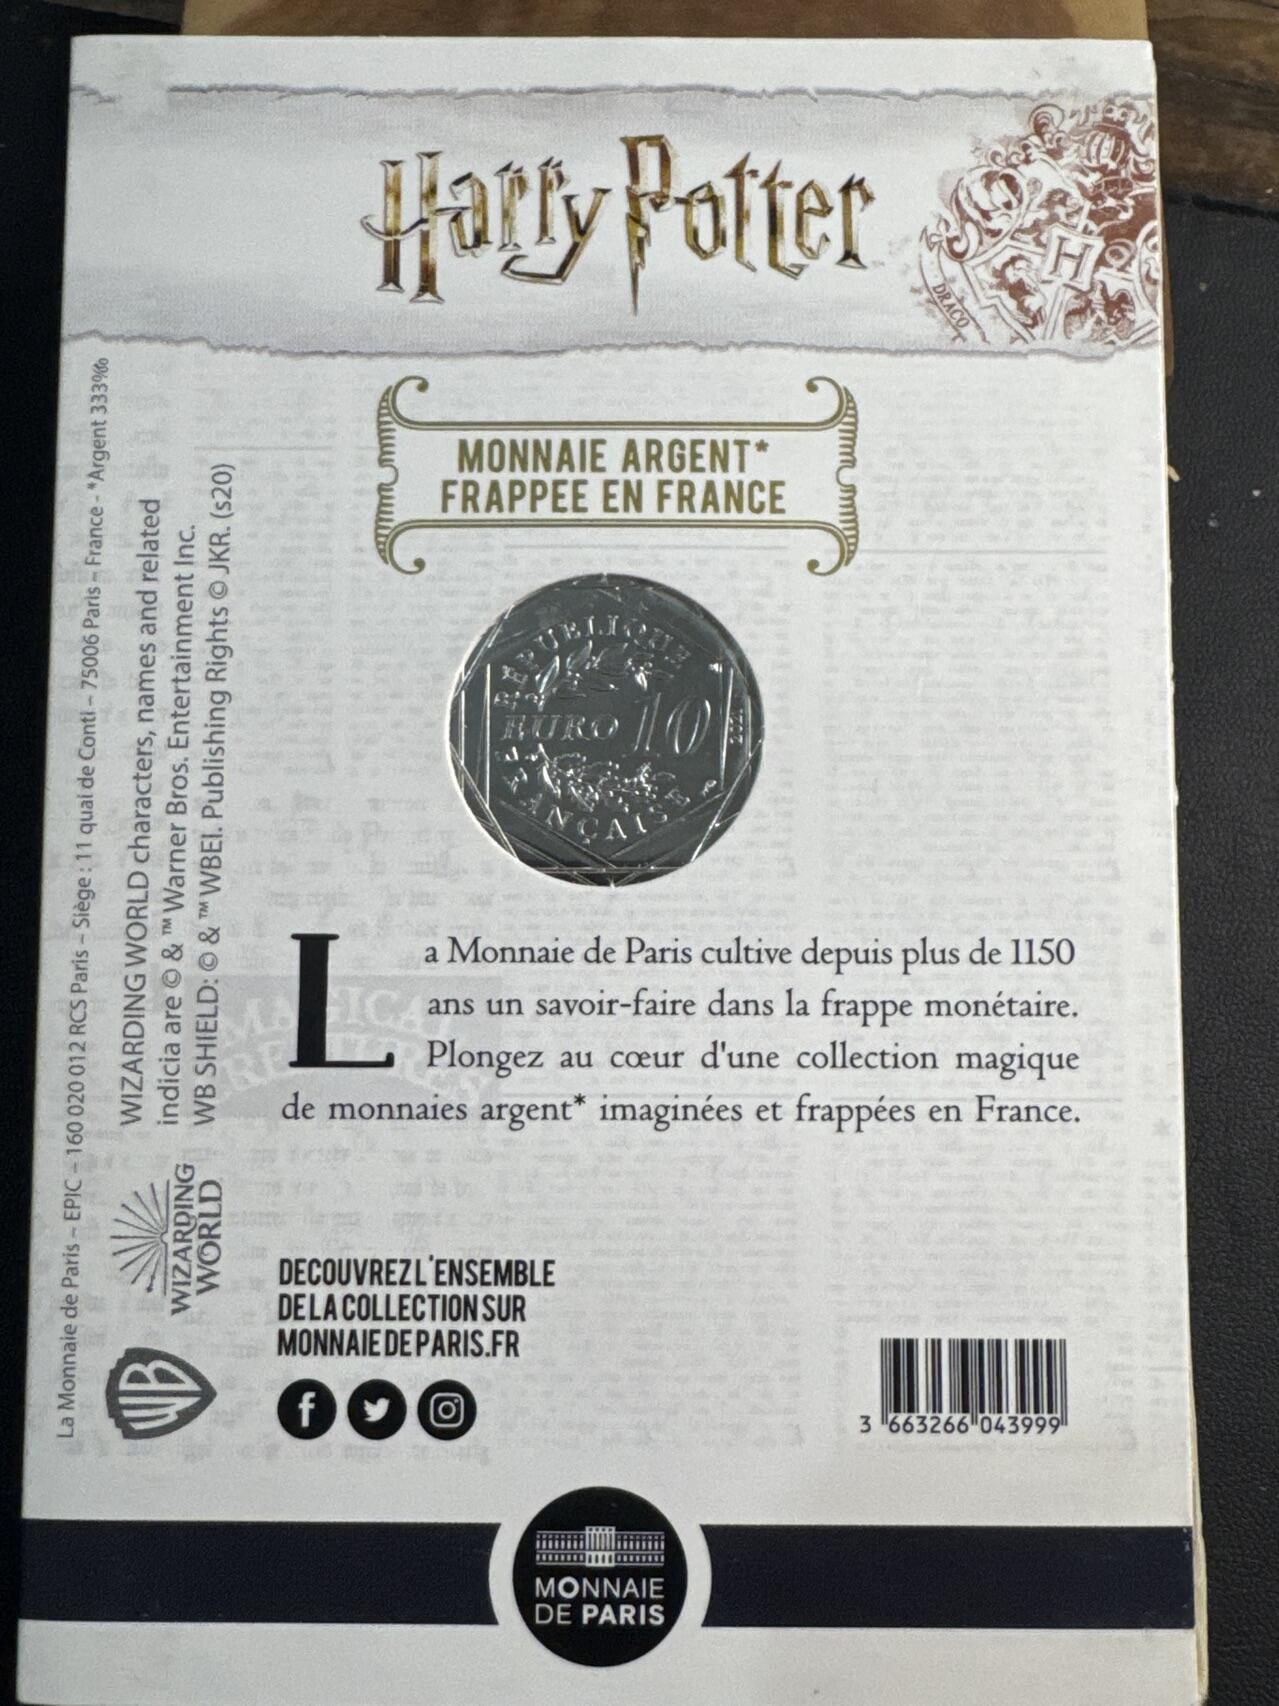 Harry Potter
DRACO
H
MONNAIE ARGENT*
FRAPPEE EN FRANCE
RÉPUBLIQUE
EURO 10
2021
ANÇAISE
La Monnaie de Paris cultive depuis plus de 1150
ans un savoir-faire dans la frappe monétaire.
Plongez au cœur d'une collection magique
de monnaies argent* imaginées et frappées en France.
MAGICAL
La Monnaie de Paris – EPIC – 160 020 012 RCS Paris – Siège : 11 quai de Conti – 75006 Paris – France - *Argent 333‰
WIZARDING WORLD characters, names and related
indicia are © & ™ Warner Bros. Entertainment Inc.
WB SHIELD: © & ™ WBEI. Publishing Rights © JKR. (s20)
WIZARDING
WORLD
WB
DECOUVREZ L'ENSEMBLE
DE LA COLLECTION SUR
MONNAIEDEPARIS.FR
3 663266 043999
MONNAIE
DE PARIS